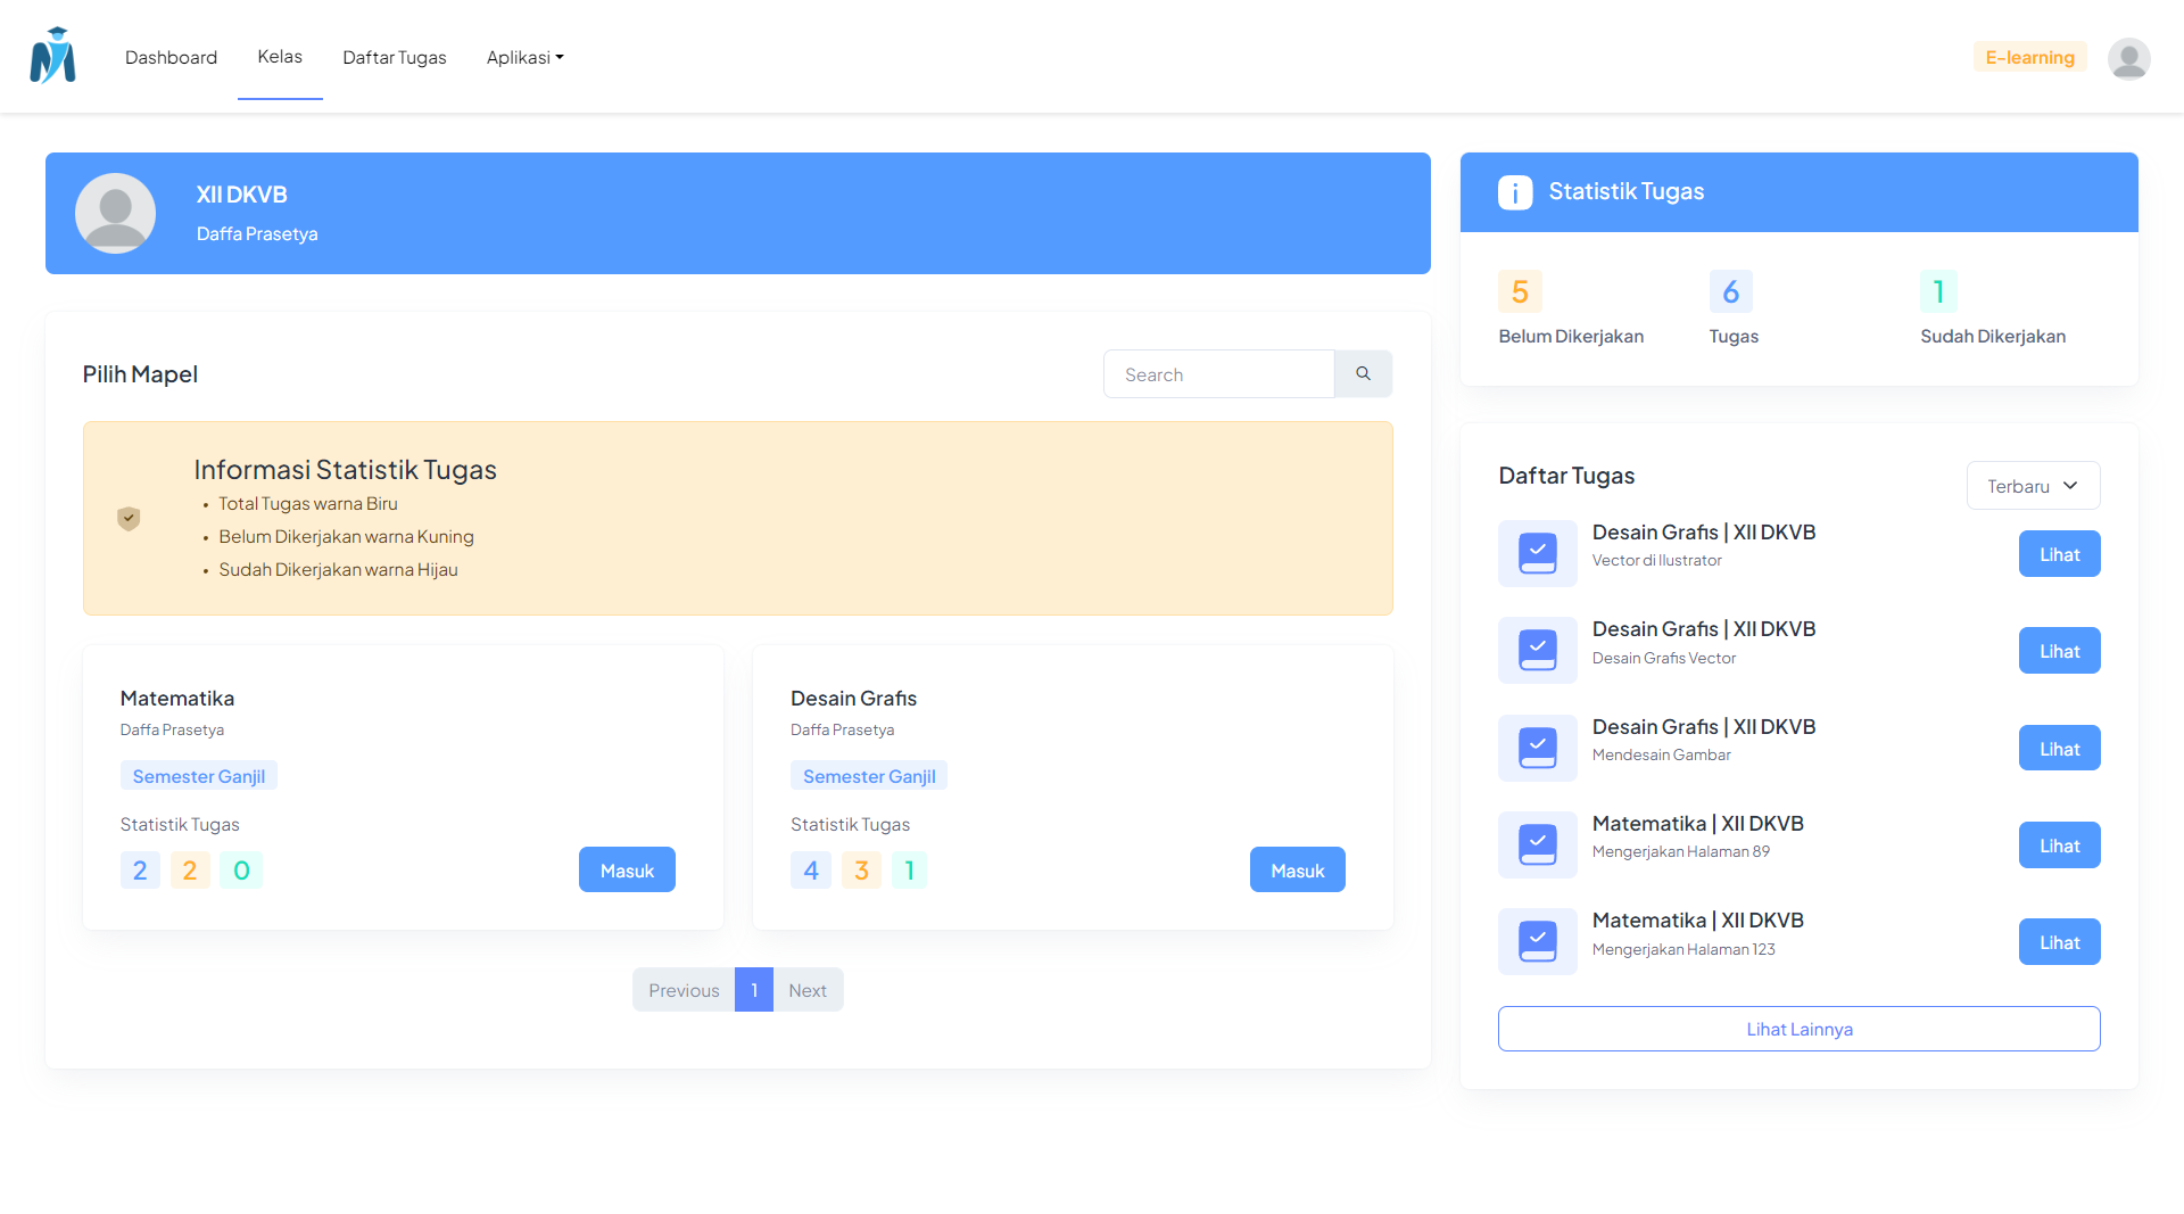 Dashboard
Kelas
Daftar Tugas
Aplikasi
E-learning
XII DKVB
Daffa Prasetya
Pilih Mapel
Search
Informasi Statistik Tugas
• Total Tugas warna Biru
• Belum Dikerjakan warna Kuning
• Sudah Dikerjakan warna Hijau
Matematika
Daffa Prasetya
Semester Ganjil
Statistik Tugas
2 2 0
Masuk
Desain Grafis
Daffa Prasetya
Semester Ganjil
Statistik Tugas
4 3 1
Masuk
Previous 1 Next
Statistik Tugas
5 6 1
Belum Dikerjakan Tugas Sudah Dikerjakan
Daftar Tugas
Terbaru
Desain Grafis | XII DKVB
Vector di Ilustrator
Lihat
Desain Grafis | XII DKVB
Desain Grafis Vector
Lihat
Desain Grafis | XII DKVB
Mendesain Gambar
Lihat
Matematika | XII DKVB
Mengerjakan Halaman 89
Lihat
Matematika | XII DKVB
Mengerjakan Halaman 123
Lihat
Lihat Lainnya